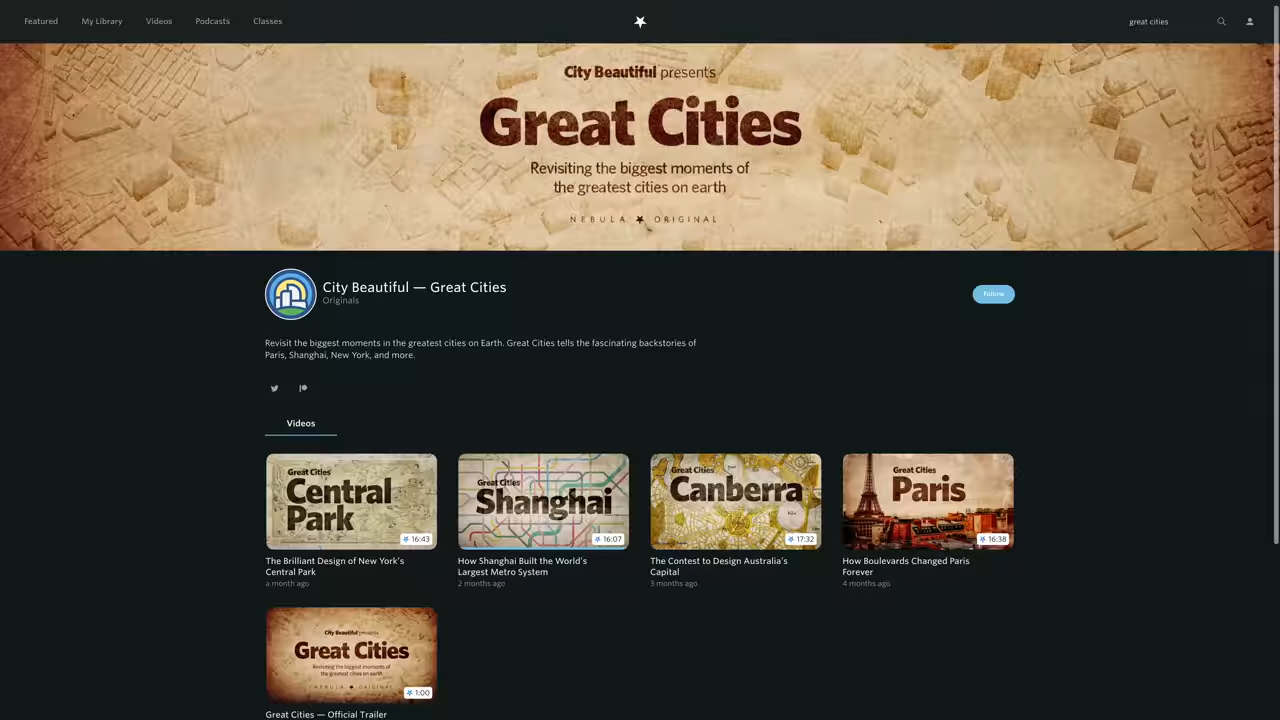 Featured My Library Videos Podcasts Classes great cities
City Beautiful presents
Great Cities
Revisiting the biggest moments of
the greatest cities on earth
NEBULA ORIGINAL
City Beautiful — Great Cities
Originals
Follow
Revisit the biggest moments in the greatest cities on Earth. Great Cities tells the fascinating backstories of
Paris, Shanghai, New York, and more.
Videos
Great Cities
Central
Park
16:43
The Brilliant Design of New York's
Central Park
a month ago
Great Cities
Shanghai
16:07
How Shanghai Built the World's
Largest Metro System
2 months ago
Great Cities
Canberra
17:32
The Contest to Design Australia's
Capital
3 months ago
Great Cities
Paris
16:38
How Boulevards Changed Paris
Forever
4 months ago
City Beautiful presents
Great Cities
Revisiting the biggest moments of
the greatest cities on earth
NEBULA ORIGINAL
1:00
Great Cities — Official Trailer